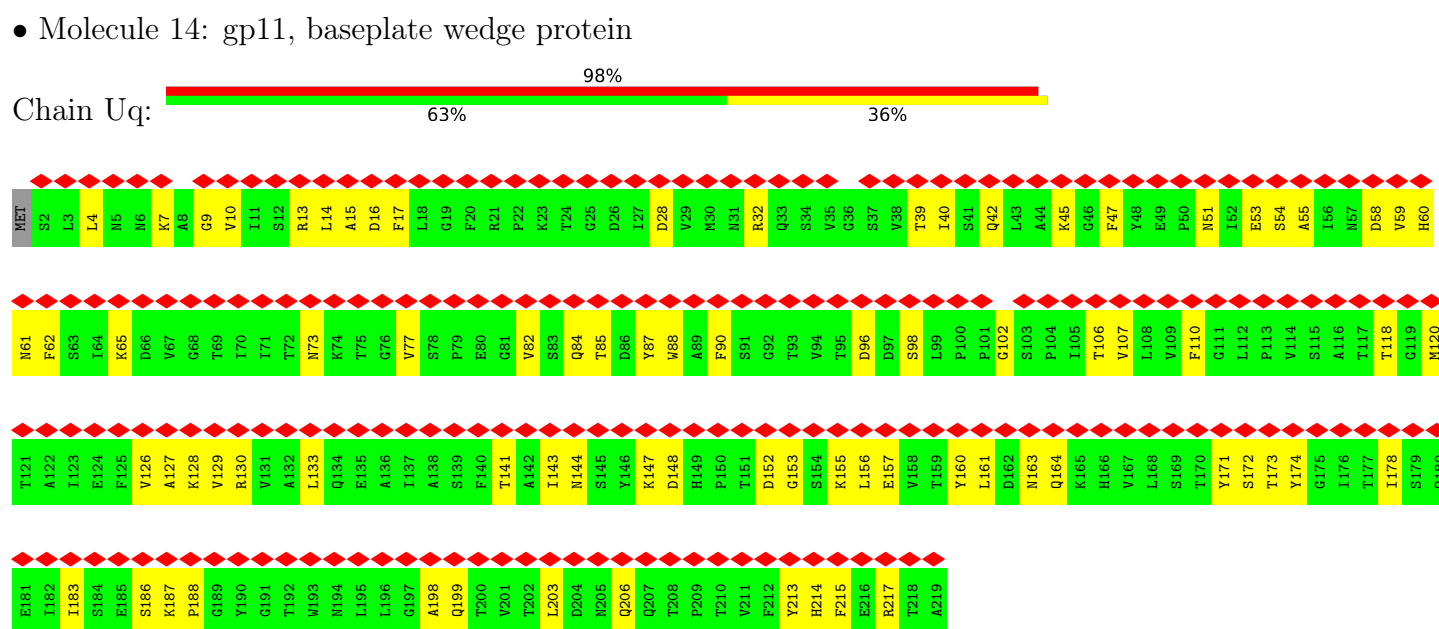 • Molecule 14: gp11, baseplate wedge protein
98%
Chain Uq:
63% 36%
MET S2 L3 L4 N5 N6 K7 A8 G9 V10 I11 S12 R13 L14 A15 D16 F17 L18 G19 F20 R21 P22 K23 T24 G25 D26 I27 D28 V29 M30 N31 R32 Q33 S34 V35 G36 S37 V38 T39 I40 S41 Q42 L43 A44 K45 G46 F47 Y48 E49 P50 N51 I52 E53 S54 A55 I56 N57 D58 V59 H60
N61 F62 S63 I64 K65 D66 V67 G68 T69 I70 I71 T72 N73 K74 T75 G76 V77 S78 P79 E80 G81 V82 S83 Q84 T85 D86 Y87 W88 A89 F90 S91 G92 T93 V94 T95 D96 D97 S98 L99 P100 P101 G102 S103 P104 I105 T106 V107 L108 V109 F110 G111 L112 P113 V114 S115 A116 T117 T118 G119 M120
T121 A122 I123 E124 F125 V126 A127 K128 V129 R130 V131 A132 L133 Q134 E135 A136 I137 A138 S139 F140 T141 A142 I143 N144 S145 Y146 K147 D148 H149 P150 T151 D152 G153 S154 K155 L156 E157 V158 T159 Y160 L161 D162 N163 Q164 K165 H166 V167 L168 S169 T170 Y171 S172 T173 Y174 G175 I176 T177 I178 S179
E181 I182 I183 S184 E185 S186 K187 P188 G189 Y190 G191 T192 W193 N194 L195 L196 G197 A198 Q199 T200 V201 T202 L203 D204 N205 Q206 Q207 T208 P209 T210 V211 F212 Y213 H214 F215 E216 R217 T218 A219